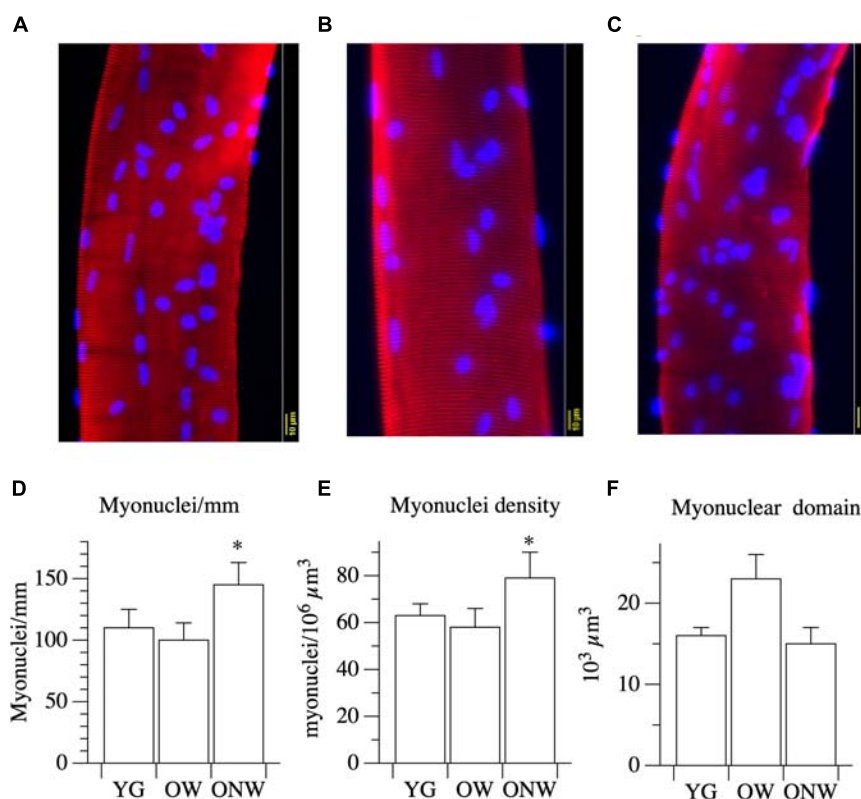 A
B
C
10 µm
10 µm
D
Myonuclei/mm
E
Myonuclei density
F
Myonuclear domain
Myonuclei/mm
150
100
50
0
*
YG OW ONW
myonuclei/10⁶ µm³
80
60
40
20
0
*
YG OW ONW
10³ µm³
20
10
0
YG OW ONW